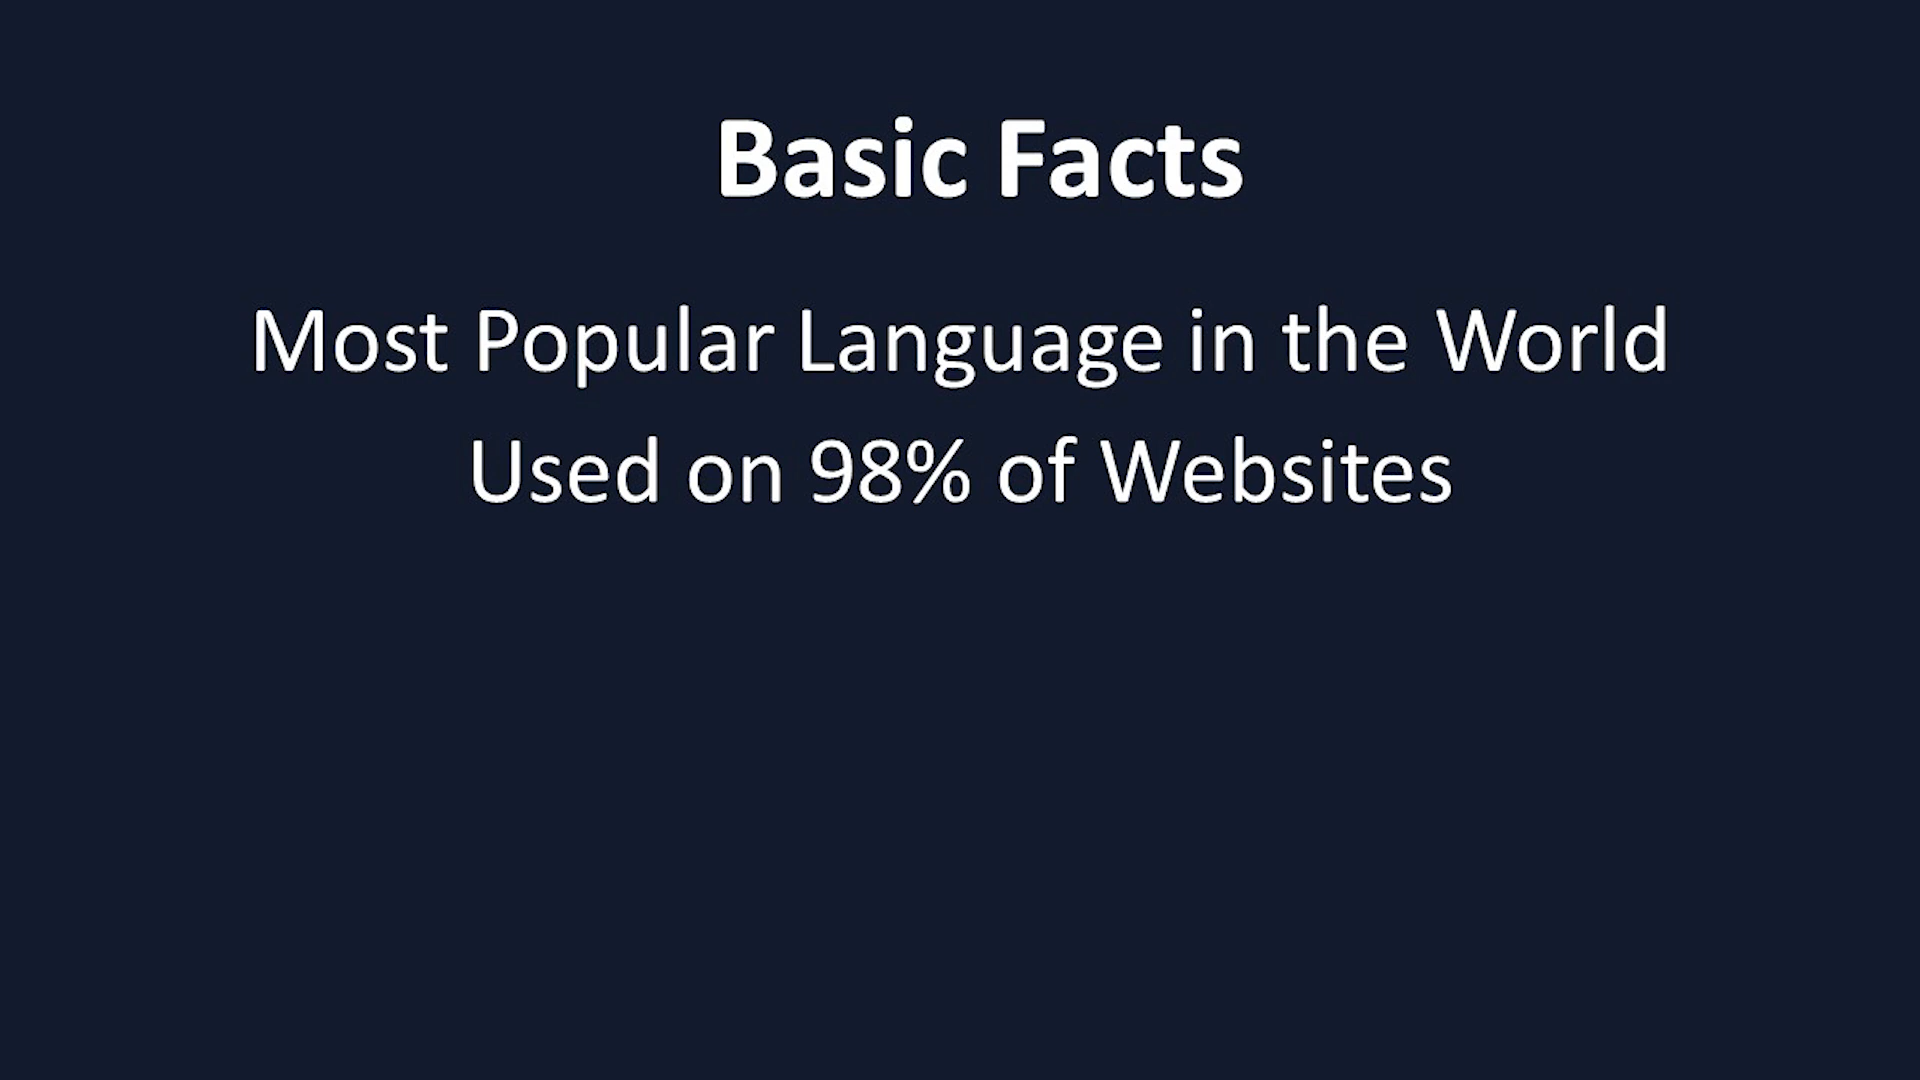 Basic Facts
Most Popular Language in the World
Used on 98% of Websites